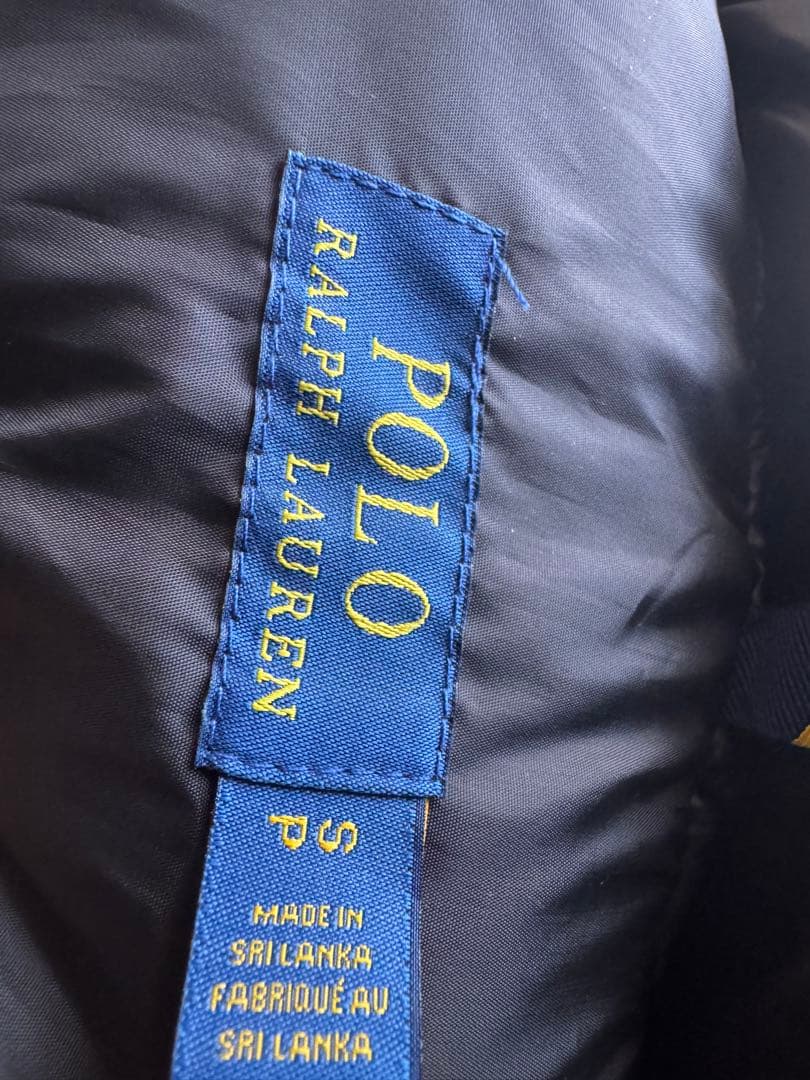 POLO
RALPH LAUREN
S
P
MADE IN
SRI LANKA
FABRIQUÉ AU
SRI LANKA